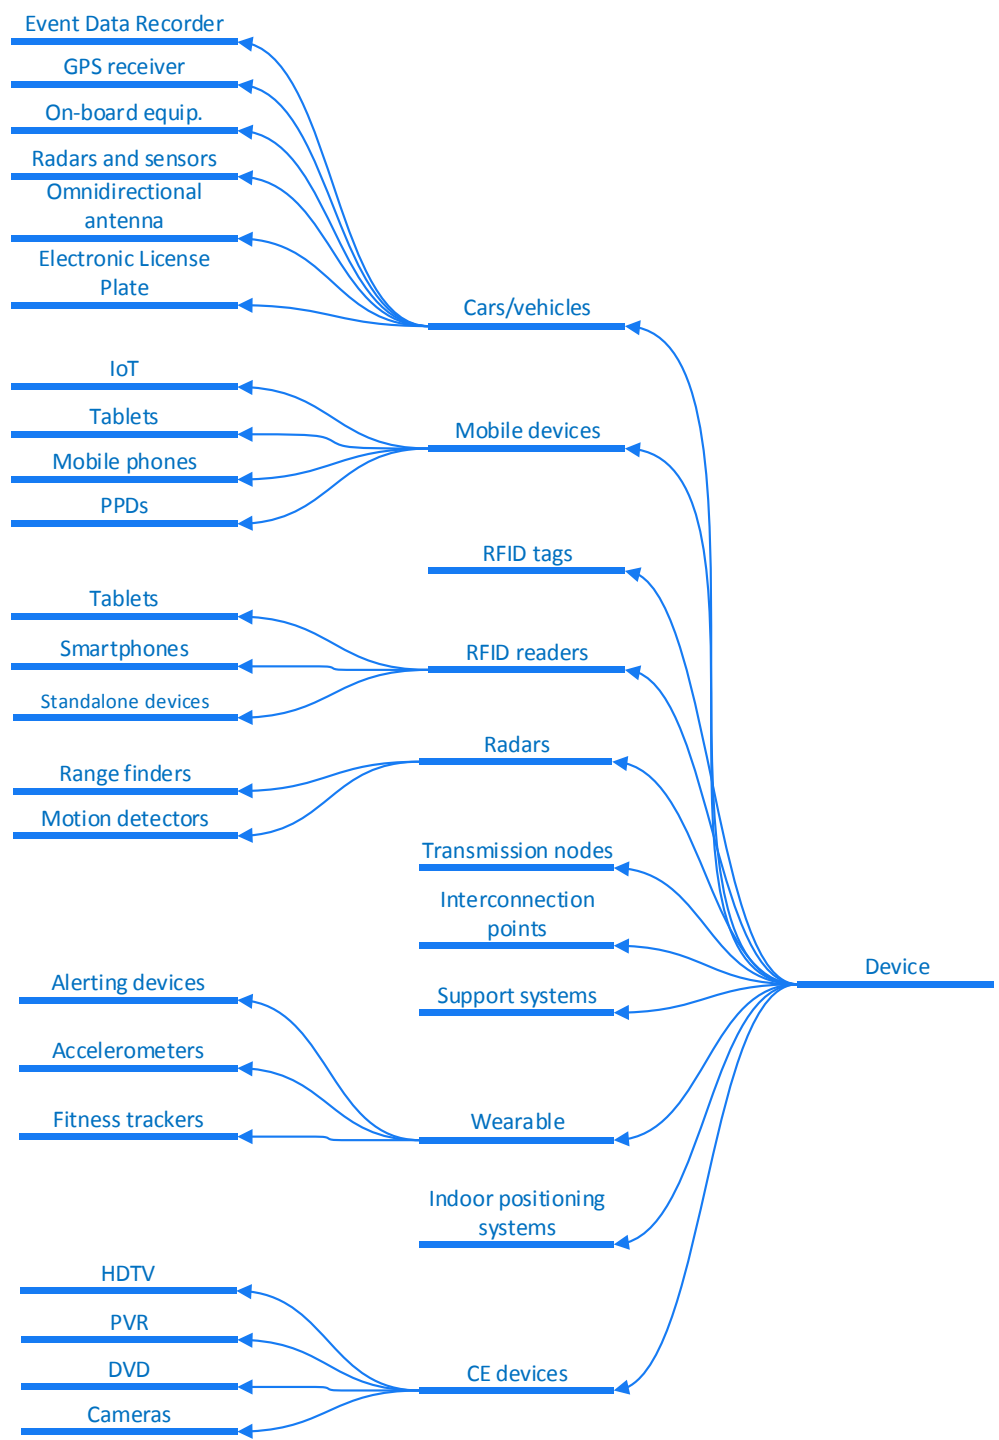 Event Data Recorder
GPS receiver
On-board equip.
Radars and sensors
Omnidirectional
antenna
Electronic License
Plate
Cars/vehicles
IoT
Tablets
Mobile phones
PPDs
Mobile devices
RFID tags
Tablets
Smartphones
Standalone devices
RFID readers
Radars
Range finders
Motion detectors
Transmission nodes
Interconnection
points
Support systems
Device
Alerting devices
Accelerometers
Fitness trackers
Wearable
Indoor positioning
systems
HDTV
PVR
DVD
Cameras
CE devices